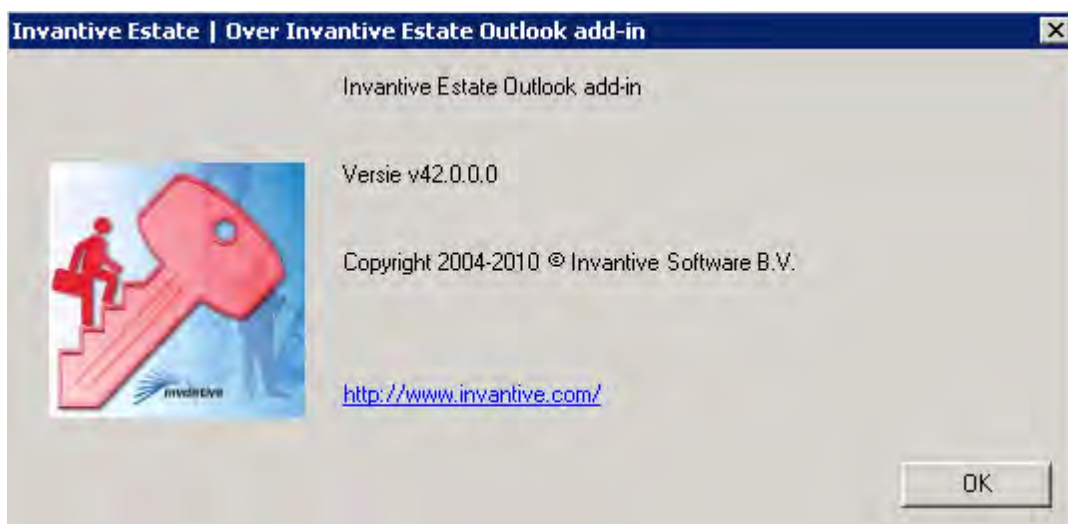 Invantive Estate | Over Invantive Estate Outlook add-in
Invantive Estate Outlook add-in
Versie v42.0.0.0
Copyright 2004-2010 © Invantive Software B.V.
invantive
http://www.invantive.com/
OK